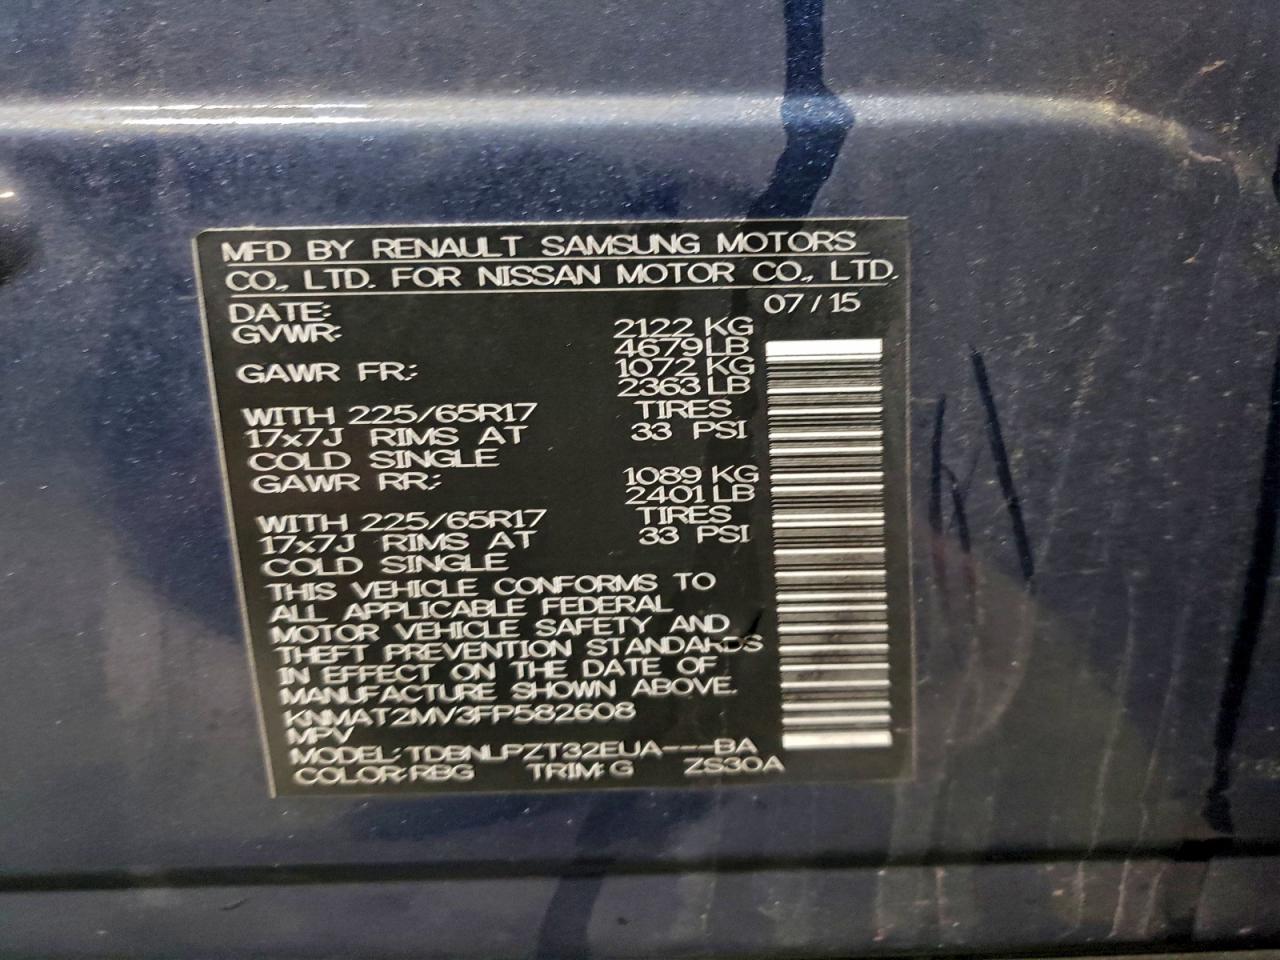 MFD BY RENAULT SAMSUNG MOTORS
CO., LTD. FOR NISSAN MOTOR CO., LTD.
DATE: 07/15
GVWR: 2122 KG
4679 LB
GAWR FR: 1072 KG
2363 LB
WITH 225/65R17 TIRES
17x7J RIMS AT 33 PSI
COLD SINGLE
GAWR RR: 1089 KG
2401 LB
WITH 225/65R17 TIRES
17x7J RIMS AT 33 PSI
COLD SINGLE
THIS VEHICLE CONFORMS TO
ALL APPLICABLE FEDERAL
MOTOR VEHICLE SAFETY AND
THEFT PREVENTION STANDARDS
IN EFFECT ON THE DATE OF
MANUFACTURE SHOWN ABOVE.
KNMAT2MV3FP582608
MPV
MODEL:TDBNLPZT32EUA---BA
COLOR:RBG TRIM:G ZS30A